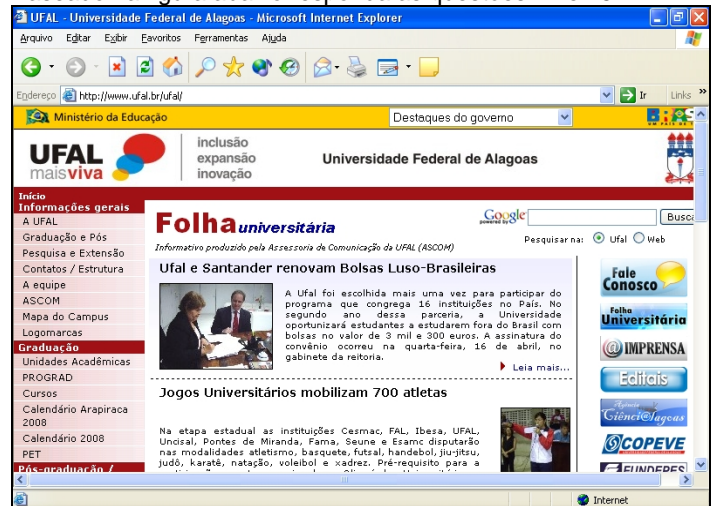 UFAL - Universidade Federal de Alagoas - Microsoft Internet Explorer
Arquivo Editar Exibir Favoritos Ferramentas Ajuda
Endereço http://www.ufal.br/ufal/ Ir Links »
Ministério da Educação Destaques do governo
UFAL
maisviva
inclusão
expansão
inovação
Universidade Federal de Alagoas
Início
Informações gerais
A UFAL
Graduação e Pós
Pesquisa e Extensão
Contatos / Estrutura
A equipe
ASCOM
Mapa do Campus
Logomarcas
Graduação
Unidades Acadêmicas
PROGRAD
Cursos
Calendário Arapiraca
2008
Calendário 2008
PET
Pós-graduação /
Folha universitária
Informativo produzido pela Assessoria de Comunicação da UFAL (ASCOM)
powered by Google
Busca
Pesquisar na: Ufal Web
Ufal e Santander renovam Bolsas Luso-Brasileiras
A Ufal foi escolhida mais uma vez para participar do
programa que congrega 16 instituições no País. No
segundo ano dessa parceria, a Universidade
oportunizará estudantes a estudarem fora do Brasil com
bolsas no valor de 3 mil e 300 euros. A assinatura do
convênio ocorreu na quarta-feira, 16 de abril, no
gabinete da reitoria.
Leia mais...
Jogos Universitários mobilizam 700 atletas
Na etapa estadual as instituições Cesmac, FAL, Ibesa, UFAL,
Uncisal, Pontes de Miranda, Fama, Seune e Esamc disputarão
nas modalidades atletismo, basquete, futsal, handebol, jiu-jitsu,
judô, karatê, natação, voleibol e xadrez. Pré-requisito para a
Fale
Conosco
Folha
Universitária
@ IMPRENSA
Editais
Agência
Ciênci@lagoas
COPEVE
FUNDEPES
Internet